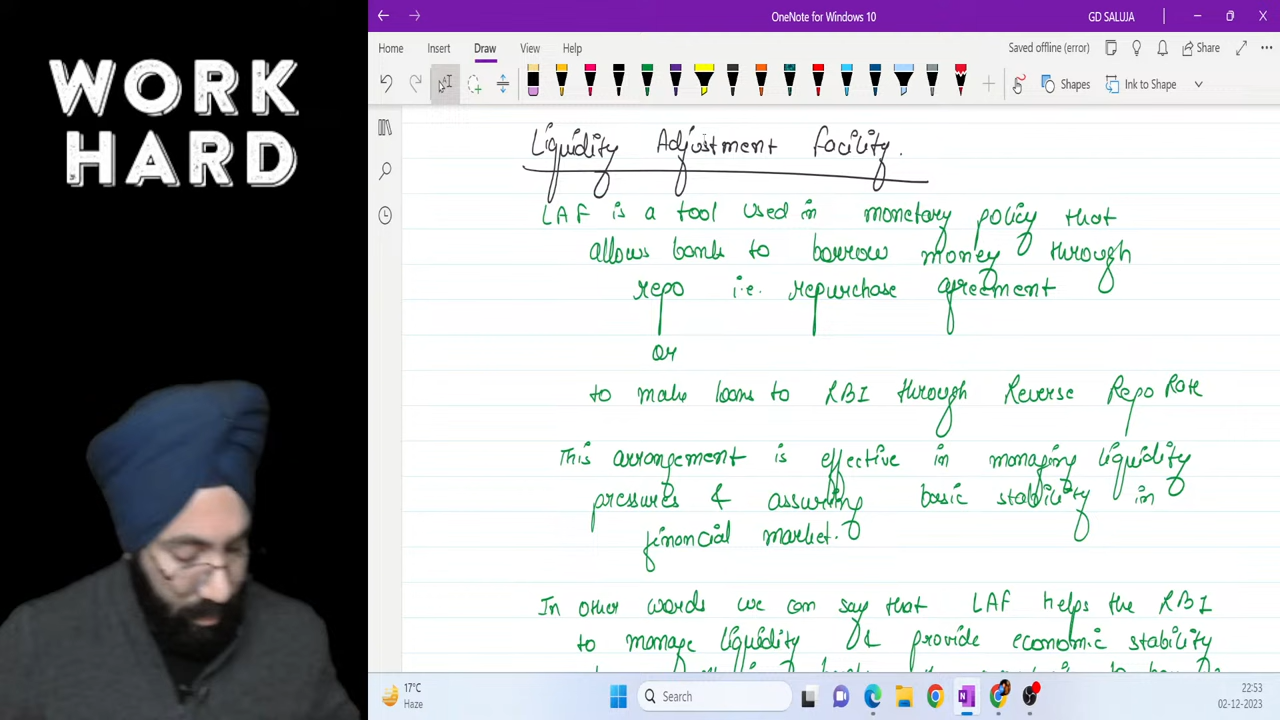 WORK
HARD
OneNote for Windows 10
GD SALUJA
Home Insert Draw View Help
Saved offline (error)
Share
Shapes
Ink to Shape
Liquidity Adjustment Facility.
LAF is a tool used in monetary policy that
allows banks to borrow money through
repo i.e. repurchase agreement
or
to make loans to RBI through Reverse Repo Rate
This arrangement is effective in managing liquidity
pressures & assuring basic stability in
financial market.
In other words we can say that LAF helps the RBI
to manage liquidity & provide economic stability
17°C
Haze
Search
22:53
02-12-2023